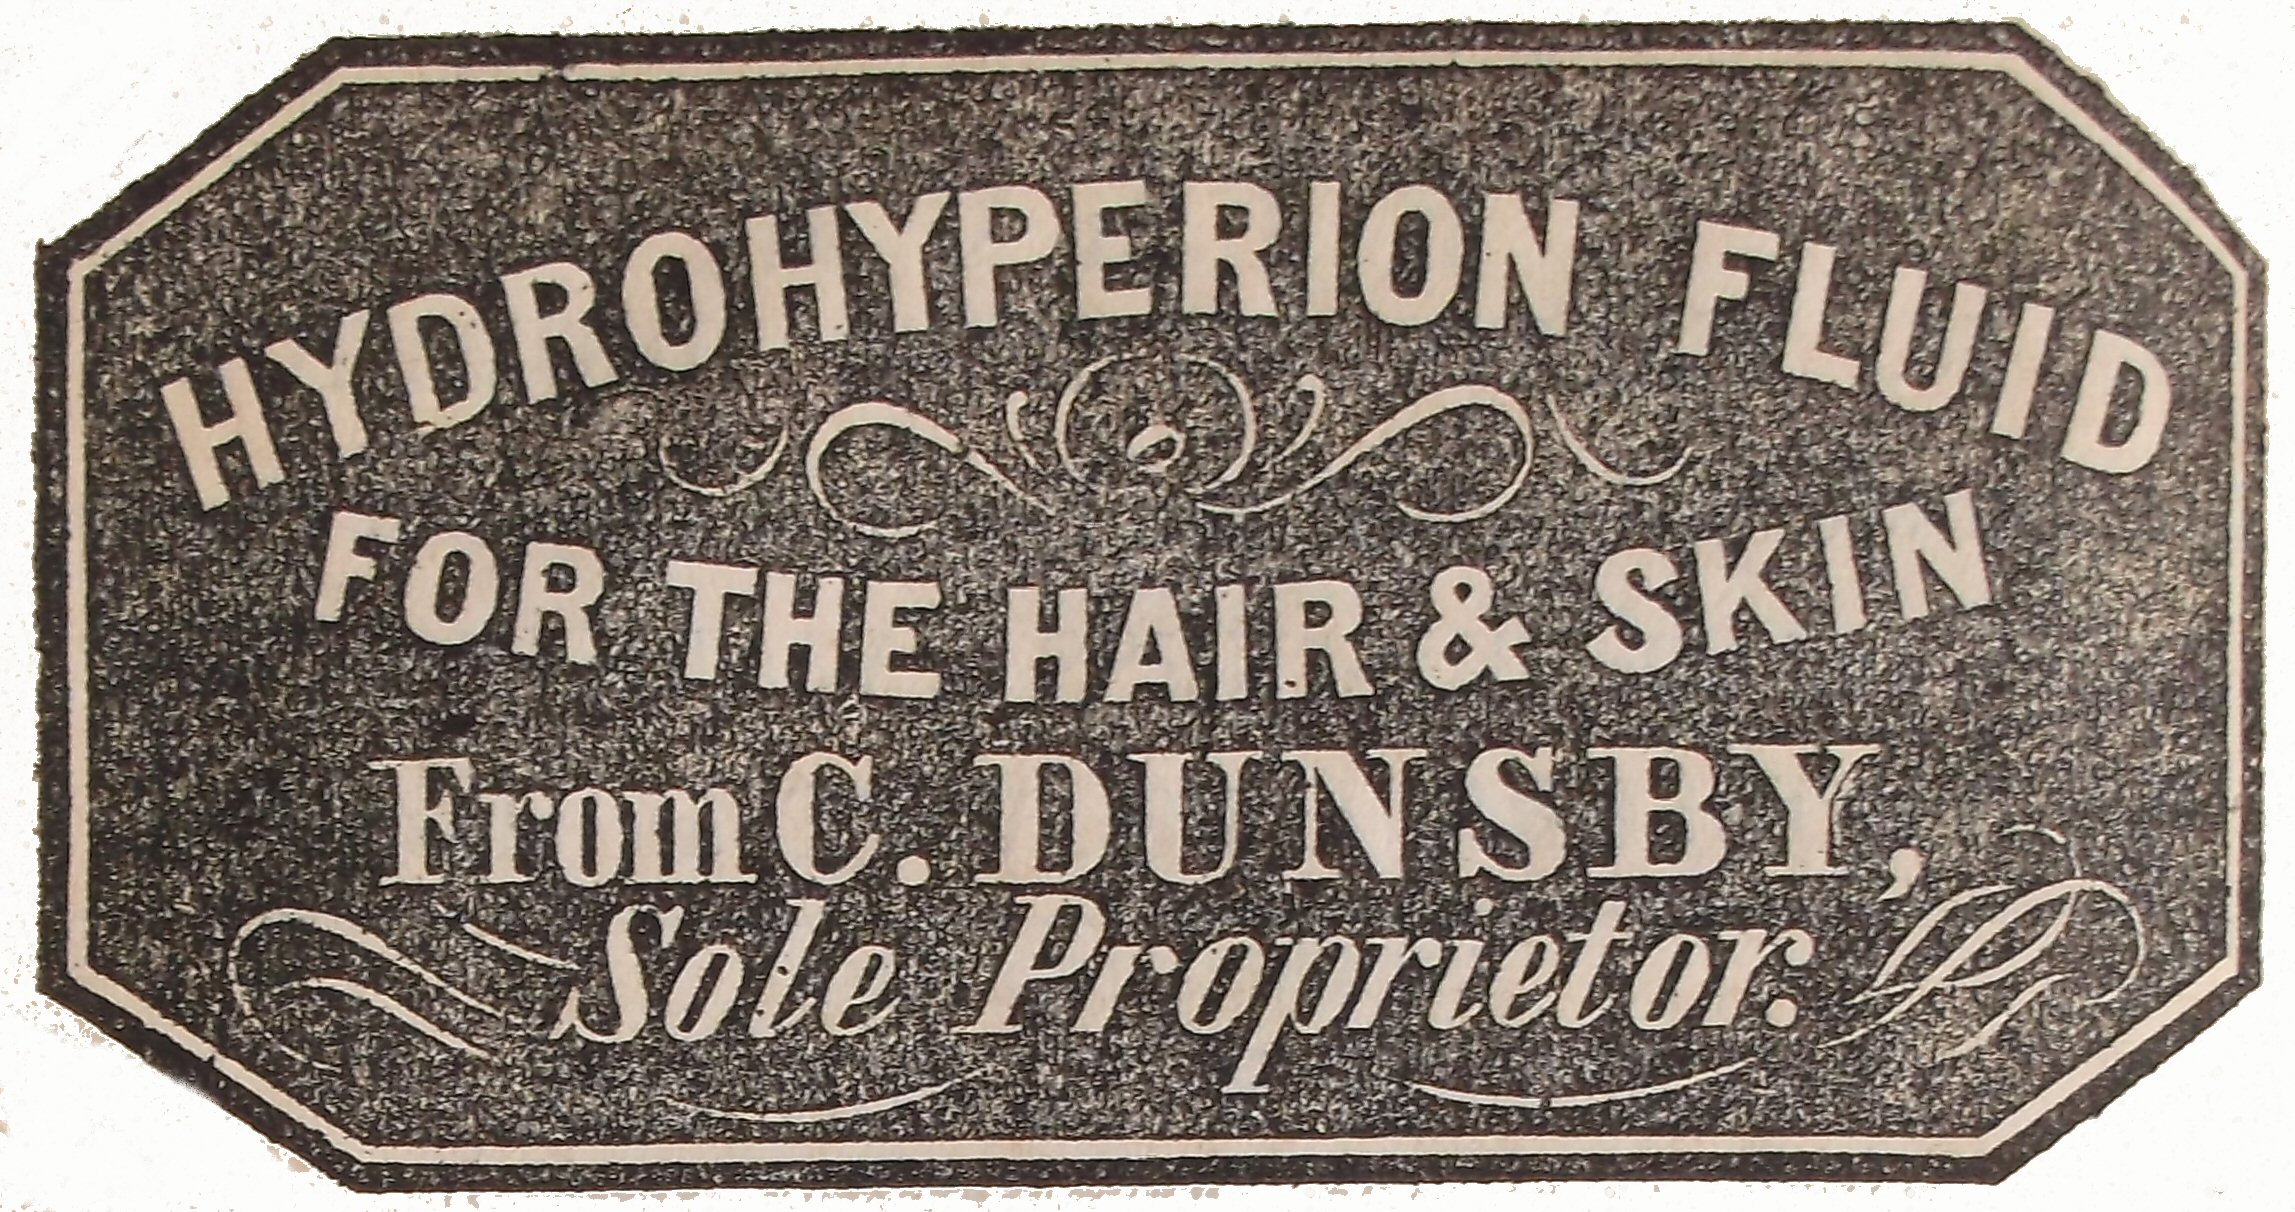 HYDROHYPERION FLUID
FOR THE HAIR & SKIN
From C. DUNSBY,
Sole Proprietor.